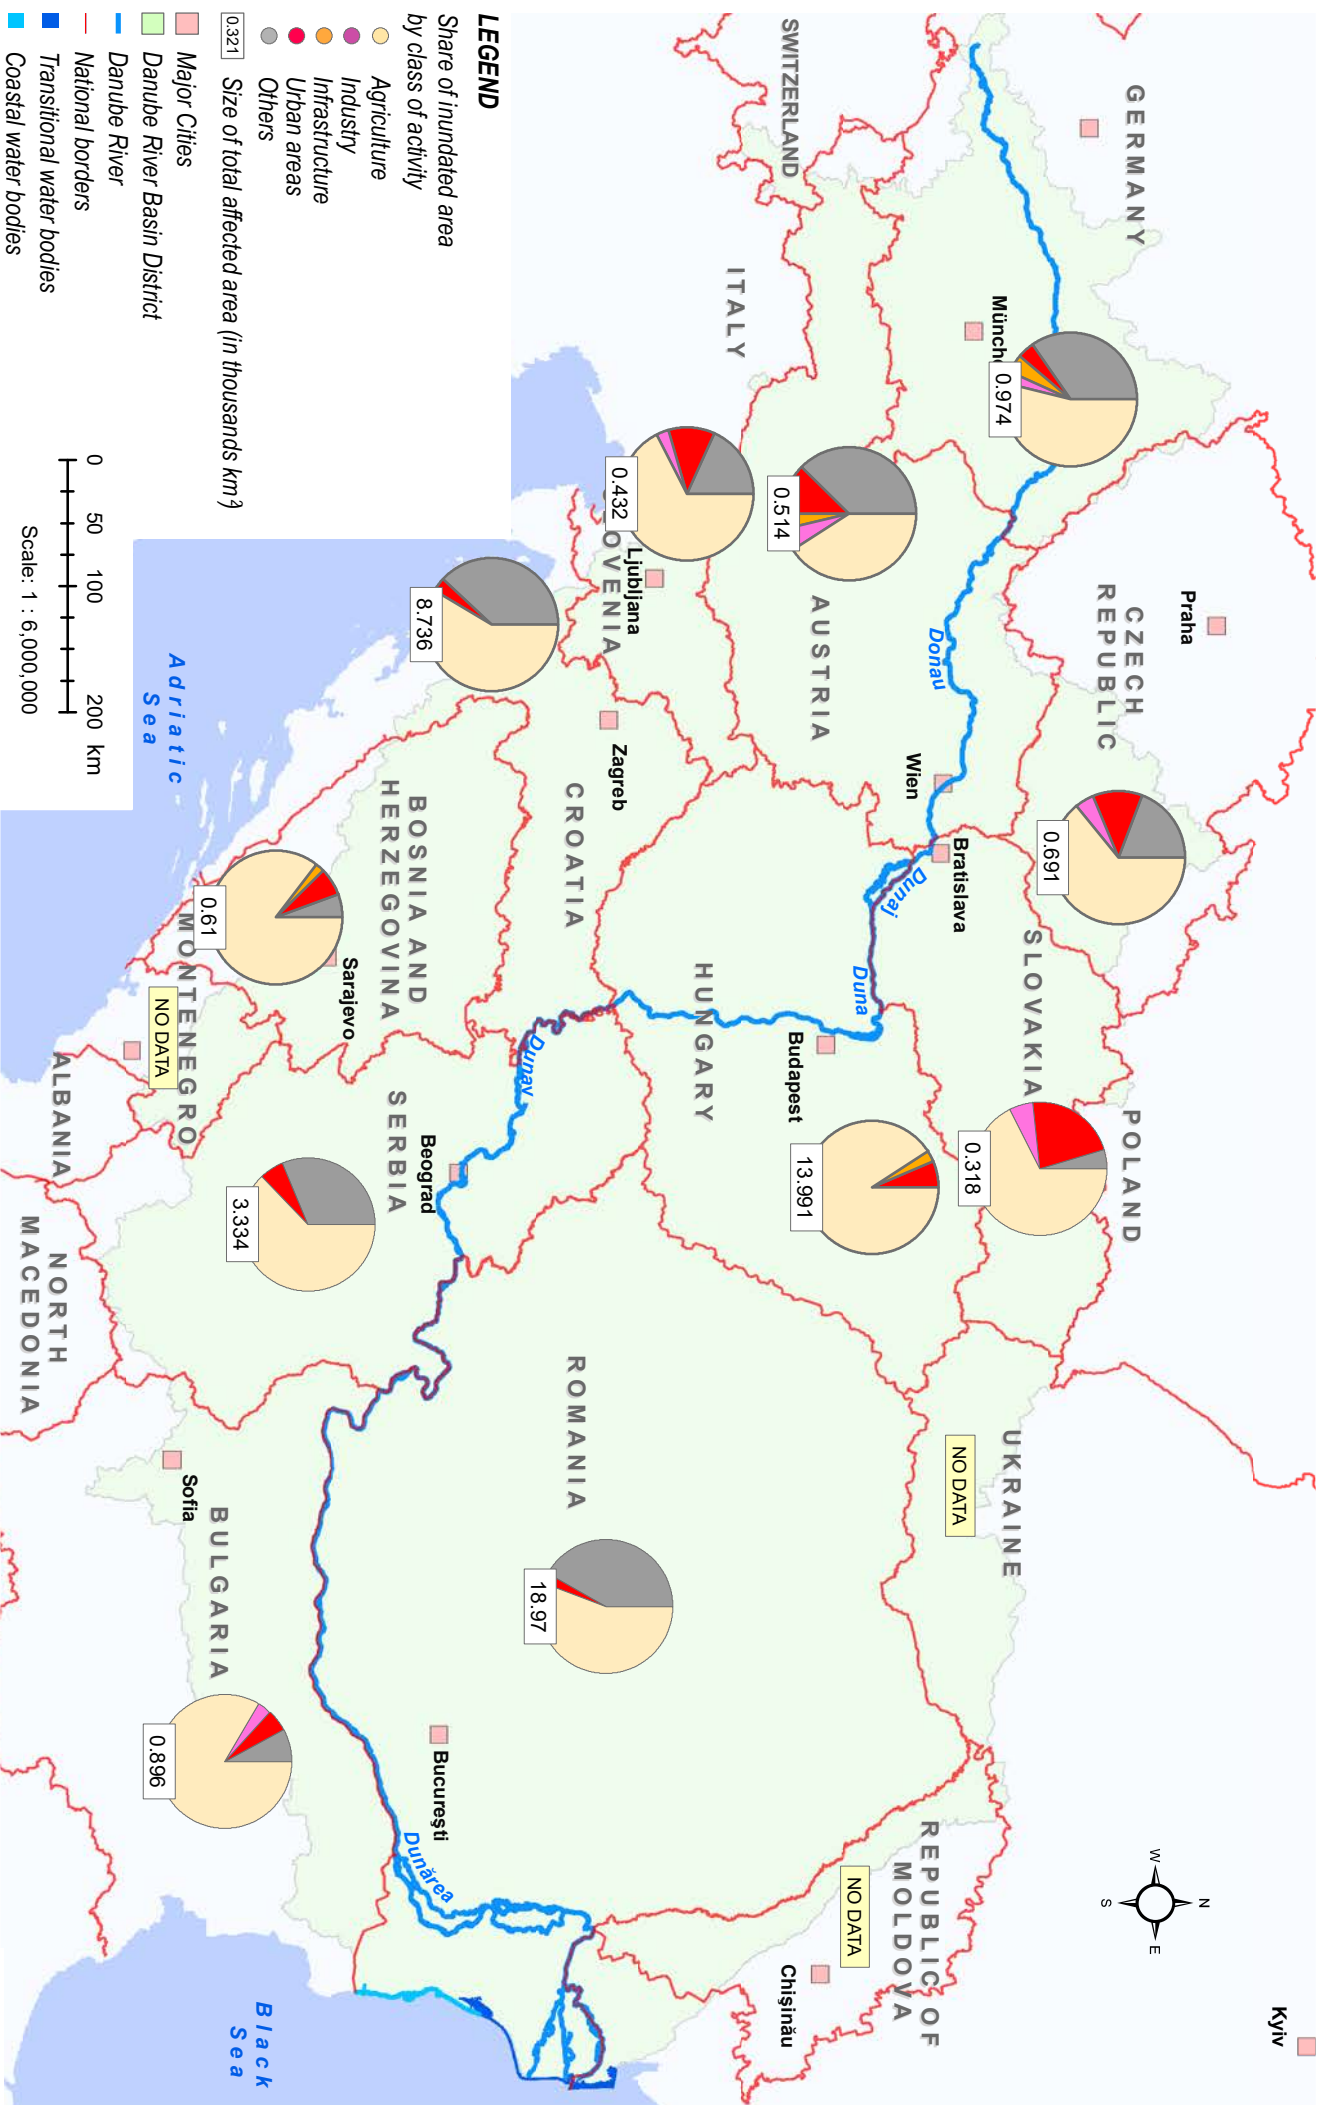 GERMANY
SWITZERLAND
ITALY
Münche
0.974
0.432
0.514
OVENIA
Ljubljana
8.736
AUSTRIA
Donau
Praha
CZECH
REPUBLIC
Wien
0.691
Zagreb
CROATIA
BOSNIA AND
HERZEGOVINA
Bratislava
Dunaj
SLOVAKIA
0.61
Sarajevo
MONTENEGRO
NO DATA
Duna
HUNGARY
Budapest
Dunav
POLAND
0.318
13.991
ALBANIA
SERBIA
Beograd
3.334
NORTH
MACEDONIA
ROMANIA
UKRAINE
NO DATA
Sofia
BULGARIA
18.97
0.896
București
Dunărea
REPUBLIC OF
MOLDOVA
NO DATA
Chișinău
Kyiv
Black
Sea
Adriatic
Sea
N
W
E
S
LEGEND
Share of inundated area
by class of activity
Agriculture
Industry
Infrastructure
Urban areas
Others
0.321 Size of total affected area (in thousands km²)
Major Cities
Danube River Basin District
Danube River
National borders
Transitional water bodies
Coastal water bodies
0 50 100 200 km
Scale: 1 : 6,000,000